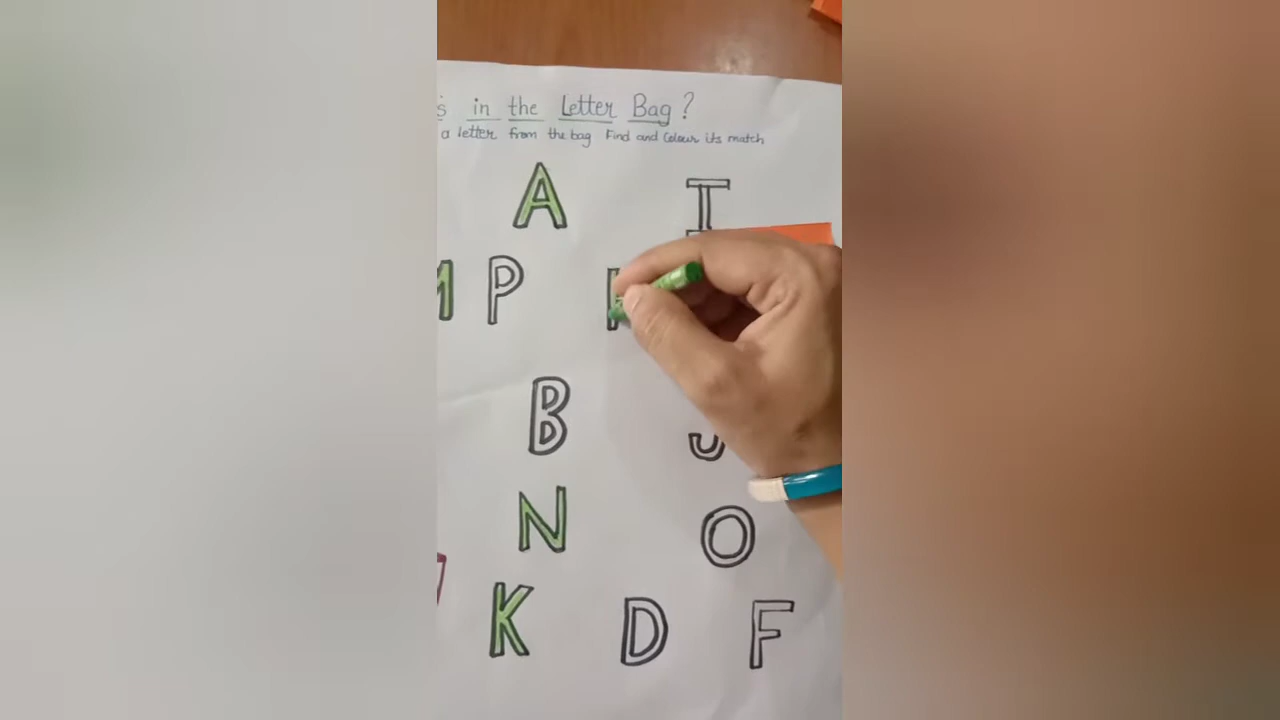 in the Letter Bag?
a letter from the bag Find and Colour its match
A I
M P
B J
N O
K D F